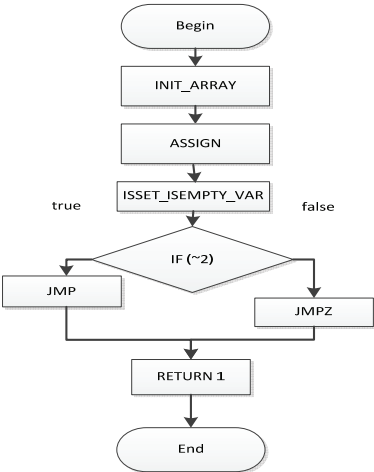 Begin
INIT_ARRAY
ASSIGN
ISSET_ISEMPTY_VAR
true
false
IF (~2)
JMP
JMPZ
RETURN 1
End